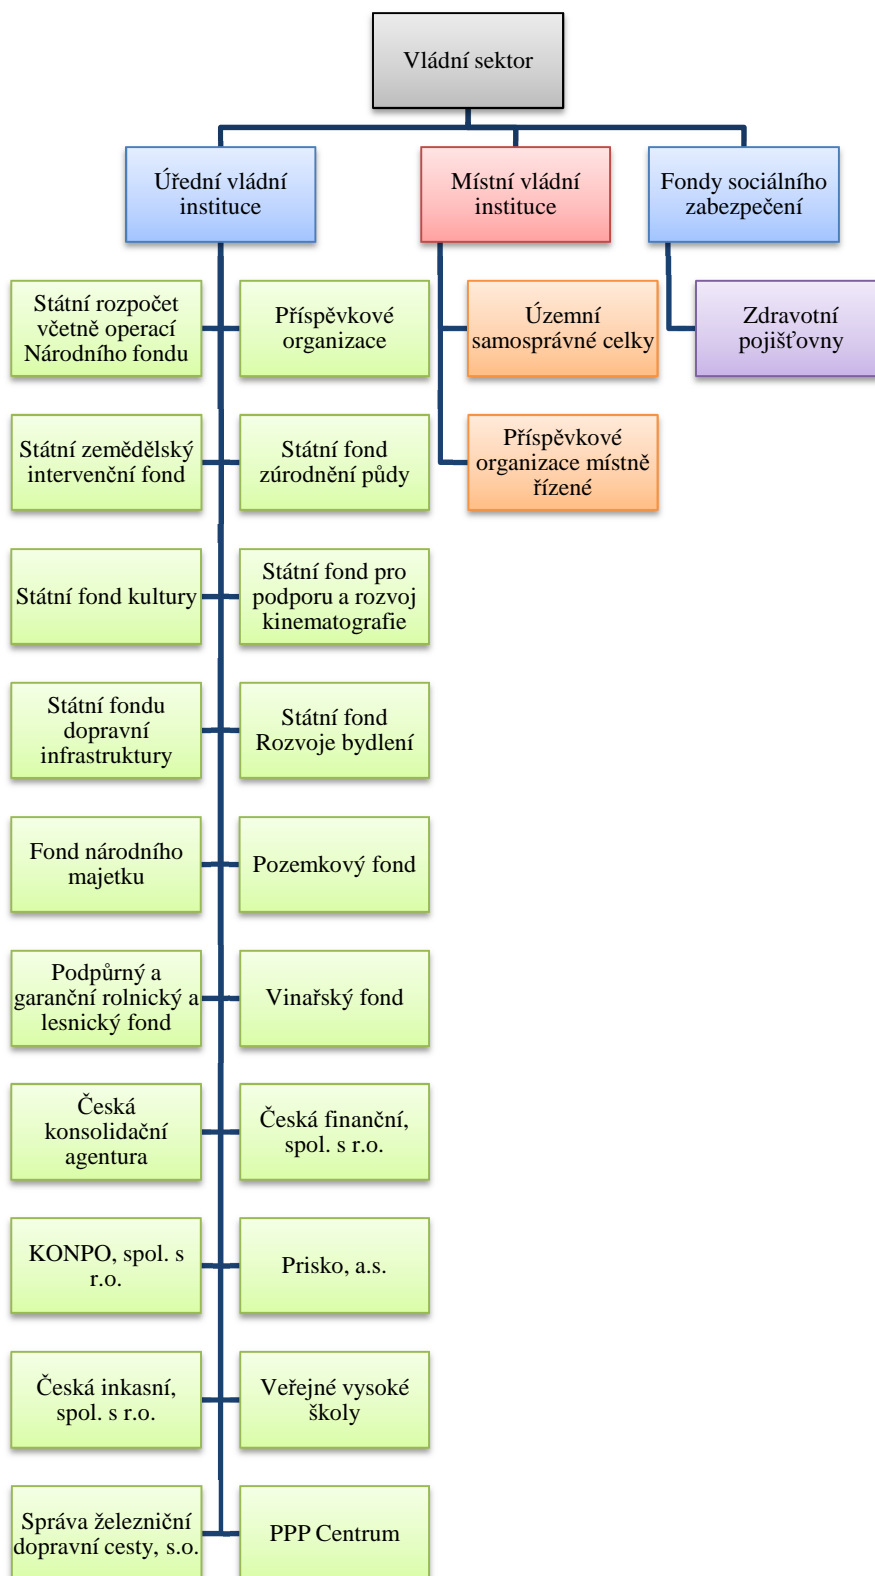 Vládní sektor
Úřední vládní
instituce
Místní vládní
instituce
Fondy sociálního
zabezpečení
Státní rozpočet
včetně operací
Národního fondu
Příspěvkové
organizace
Územní
samosprávné celky
Zdravotní
pojišťovny
Státní zemědělský
intervenční fond
Státní fond
zúrodnění půdy
Příspěvkové
organizace místně
řízené
Státní fond kultury
Státní fond pro
podporu a rozvoj
kinematografie
Státní fondu
dopravní
infrastruktury
Státní fond
Rozvoje bydlení
Fond národního
majetku
Pozemkový fond
Podpůrný a
garanční rolnický a
lesnický fond
Vinařský fond
Česká
konsolidační
agentura
Česká finanční,
spol. s r.o.
KONPO, spol. s
r.o.
Prisko, a.s.
Česká inkasní,
spol. s r.o.
Veřejné vysoké
školy
Správa železniční
dopravní cesty, s.o.
PPP Centrum